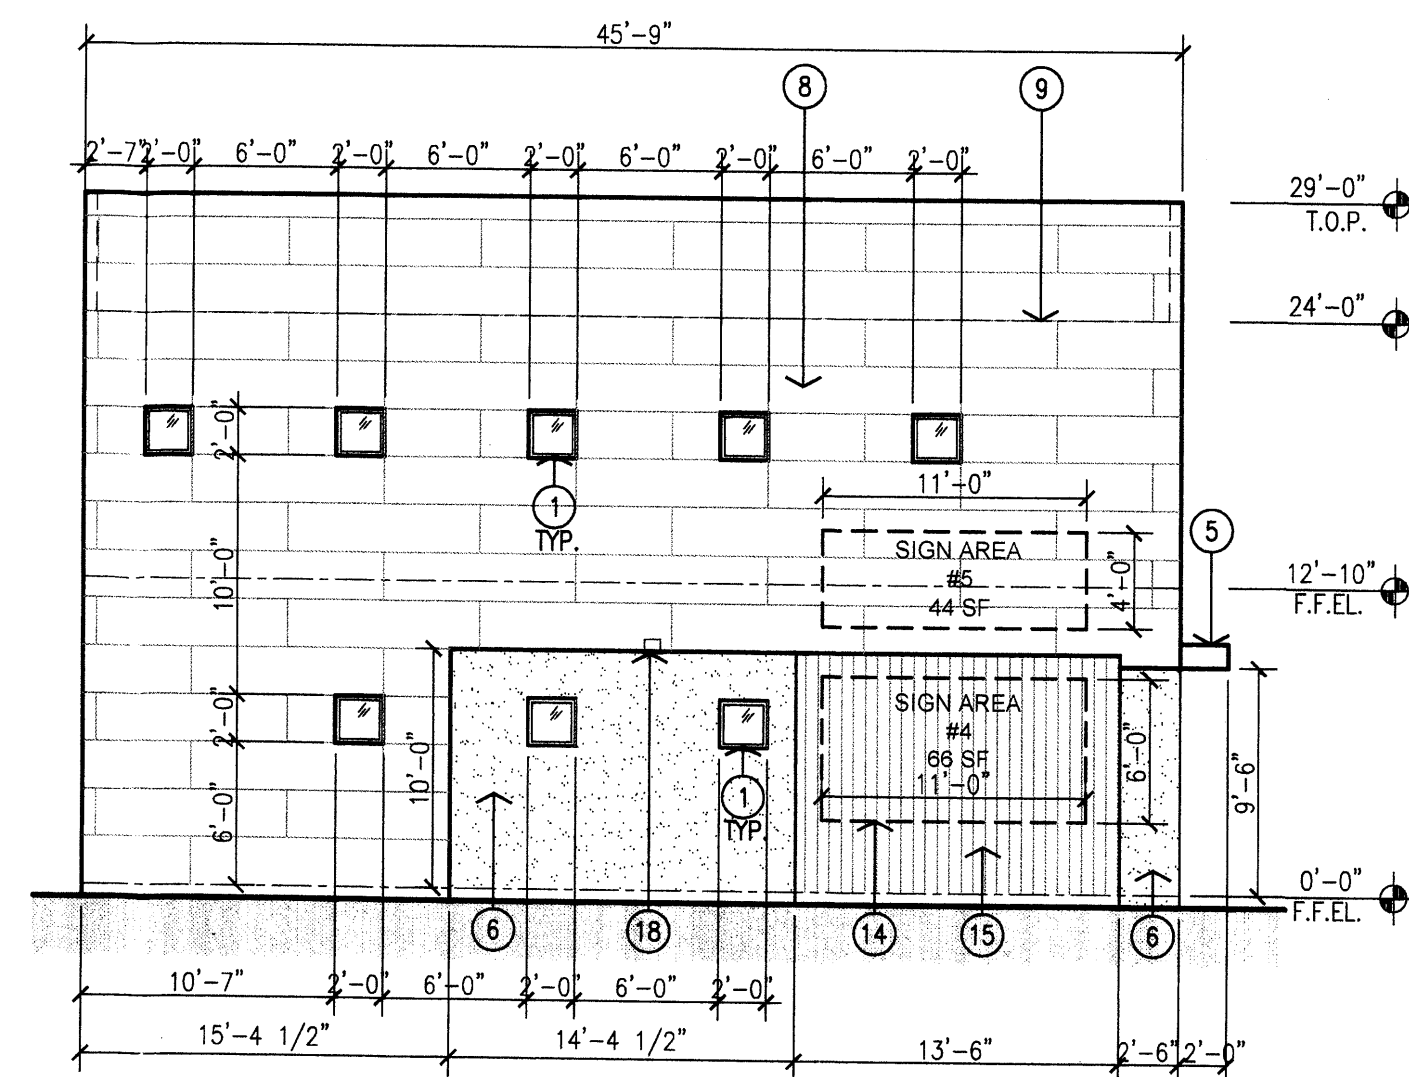 45'-9"
8
9
2'-7" 2'-0" 6'-0" 2'-0" 6'-0" 2'-0" 6'-0" 2'-0" 6'-0" 2'-0"
29'-0"
T.O.P.
24'-0"
2'-0"
11'-0"
1
TYP.
5
SIGN AREA
#5
44 SF
4'-0"
10'-0"
12'-10"
F.F.EL.
2'-0"
SIGN AREA
#4
66 SF
11'-0"
6'-0"
10'-0"
9'-6"
1
TYP.
6'-0"
0'-0"
F.F.EL.
6
18
14
15
6
10'-7" 2'-0" 6'-0" 2'-0" 6'-0" 2'-0"
15'-4 1/2" 14'-4 1/2" 13'-6" 2'-6" 2'-0"